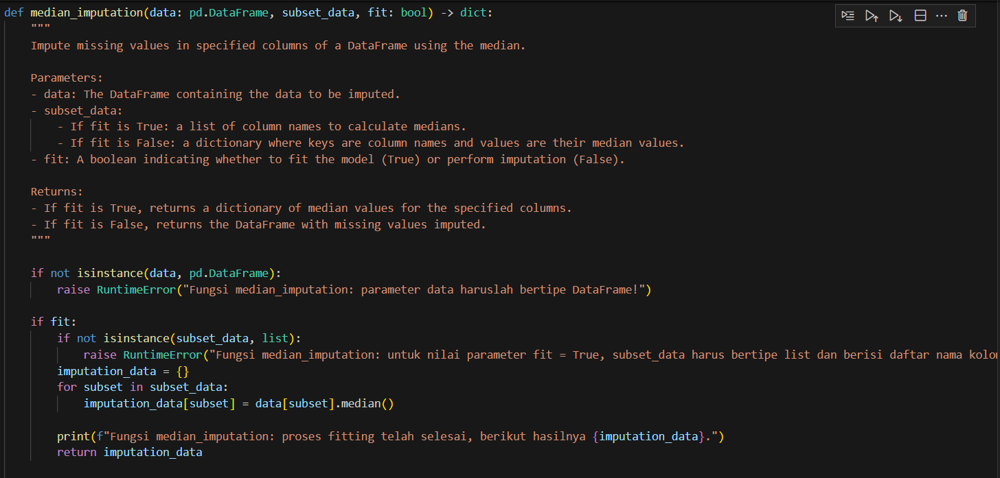 def median_imputation(data: pd.DataFrame, subset_data, fit: bool) -> dict:
"""
Impute missing values in specified columns of a DataFrame using the median.
Parameters:
- data: The DataFrame containing the data to be imputed.
- subset_data:
- If fit is True: a list of column names to calculate medians.
- If fit is False: a dictionary where keys are column names and values are their median values.
- fit: A boolean indicating whether to fit the model (True) or perform imputation (False).
Returns:
- If fit is True, returns a dictionary of median values for the specified columns.
- If fit is False, returns the DataFrame with missing values imputed.
"""
if not isinstance(data, pd.DataFrame):
raise RuntimeError("Fungsi median_imputation: parameter data haruslah bertipe DataFrame!")
if fit:
if not isinstance(subset_data, list):
raise RuntimeError("Fungsi median_imputation: untuk nilai parameter fit = True, subset_data harus bertipe list dan berisi daftar nama
imputation_data = {}
for subset in subset_data:
imputation_data[subset] = data[subset].median()
print(f"Fungsi median_imputation: proses fitting telah selesai, berikut hasilnya {imputation_data}.")
return imputation_data